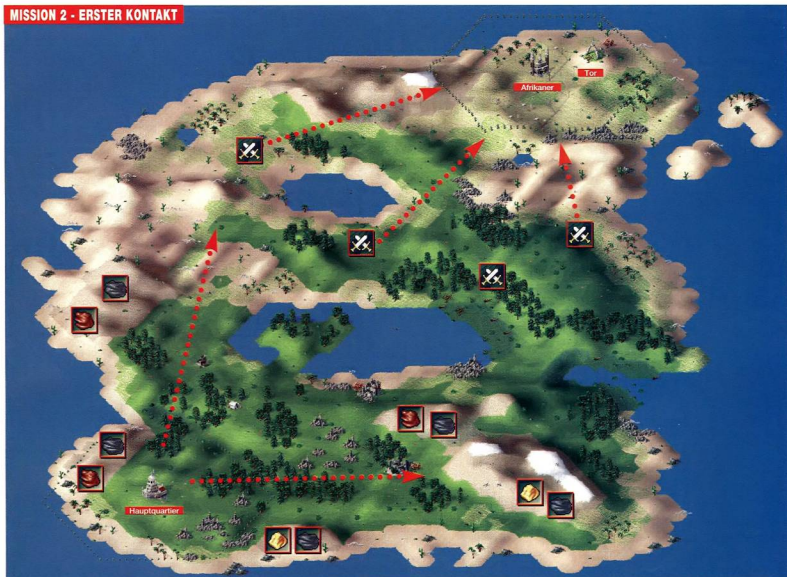 MISSION 2 - ERSTER KONTAKT
Tor
Afrikaner
Hauptquartier